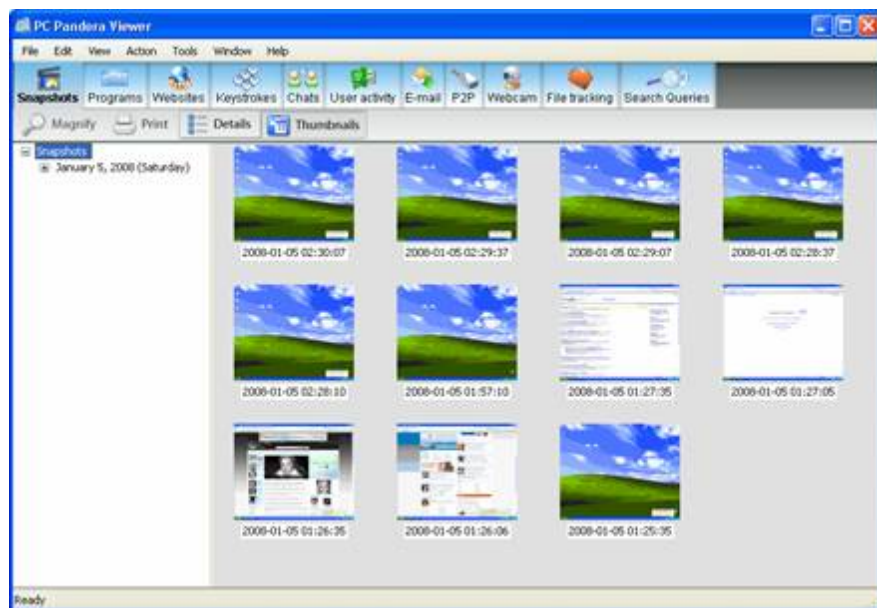 PC Pandora Viewer
File Edit View Action Tools Window Help
Snapshots Programs Websites Keystrokes Chats User activity E-mail P2P Webcam File tracking Search Queries
Magnify Print Details Thumbnails
Snapshots
January 5, 2008 (Saturday)
2008-01-05 02:30:07 2008-01-05 02:29:37 2008-01-05 02:29:07 2008-01-05 02:28:37
2008-01-05 02:28:10 2008-01-05 01:57:10 2008-01-05 01:27:35 2008-01-05 01:27:05
2008-01-05 01:26:35 2008-01-05 01:26:06 2008-01-05 01:25:35
Ready